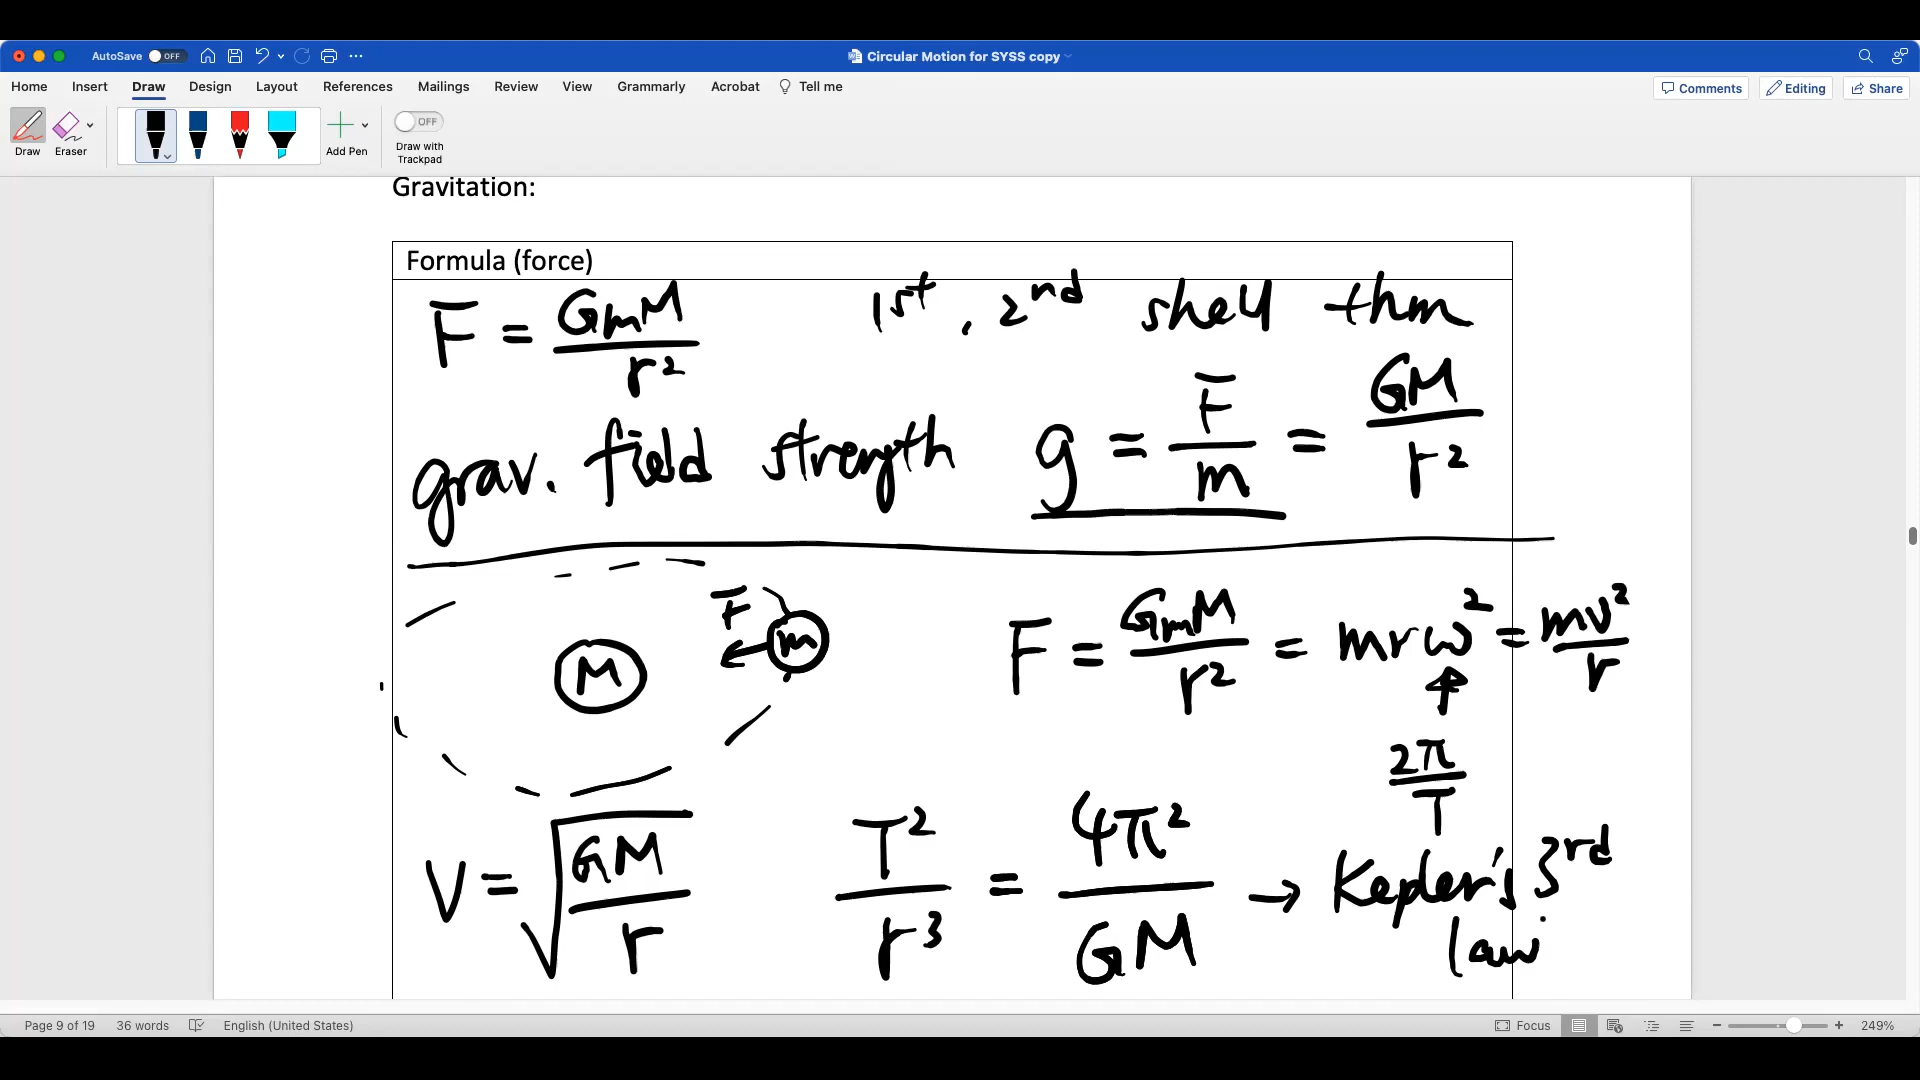 AutoSave OFF
Circular Motion for SYSS copy
Home Insert Draw Design Layout References Mailings Review View Grammarly Acrobat Tell me
Comments Editing Share
Draw Eraser Add Pen OFF Draw with Trackpad
Gravitation:
Formula (force)
F = GmM / r² 1st, 2nd shell thm
grav. field strength g = F / m = GM / r²
F = GmM / r² = mrω² = mv² / r
F
M m
2π / T
V = √(GM / r) T² / r³ = 4π² / GM → Kepler's 3rd
law
Page 9 of 19 36 words English (United States) Focus 249%